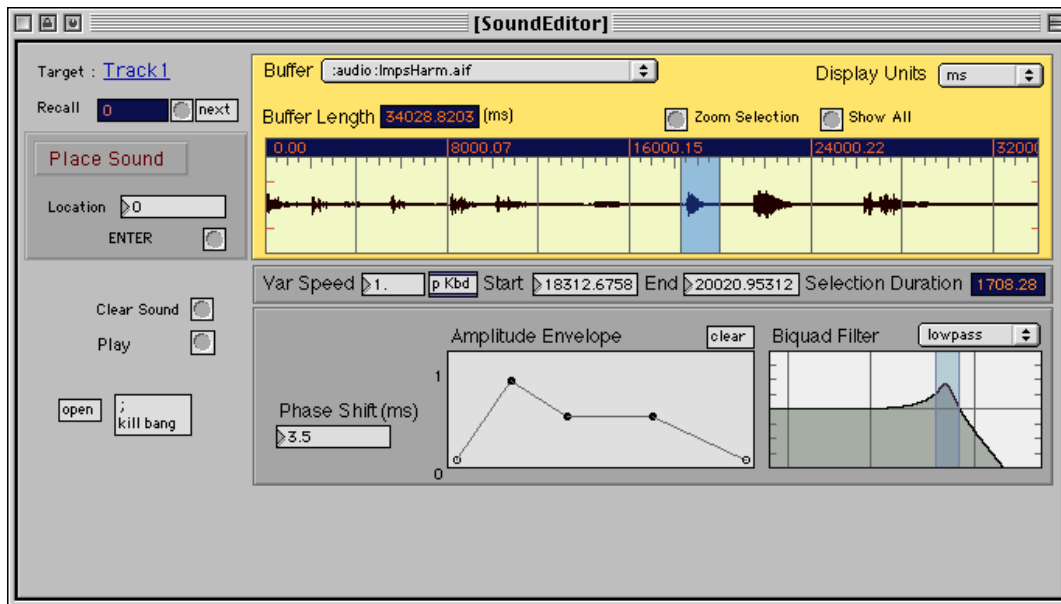 [SoundEditor]
Target : Track1
Recall 0 next
Place Sound
Location 0
ENTER
Clear Sound
Play
open
;
kill bang
Buffer :audio:ImpsHarm.aif Display Units ms
Buffer Length 34028.8203 (ms) Zoom Selection Show All
0.00 8000.07 16000.15 24000.22 32000
Var Speed 1. p Kbd Start 18312.6758 End 20020.95312 Selection Duration 1708.28
Amplitude Envelope clear Biquad Filter lowpass
1
Phase Shift (ms)
3.5
0